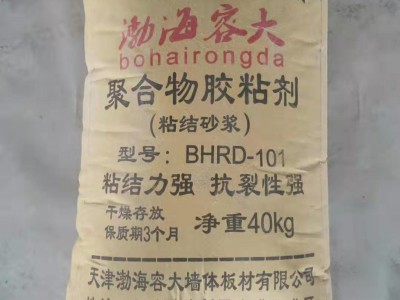 渤海容大
bohairongda
聚合物胶粘剂
(粘结砂浆)
型号：BHRD-101
粘结力强 抗裂性强
干燥存放
保质期3个月
净重40kg
天津渤海容大墙体板材有限公司